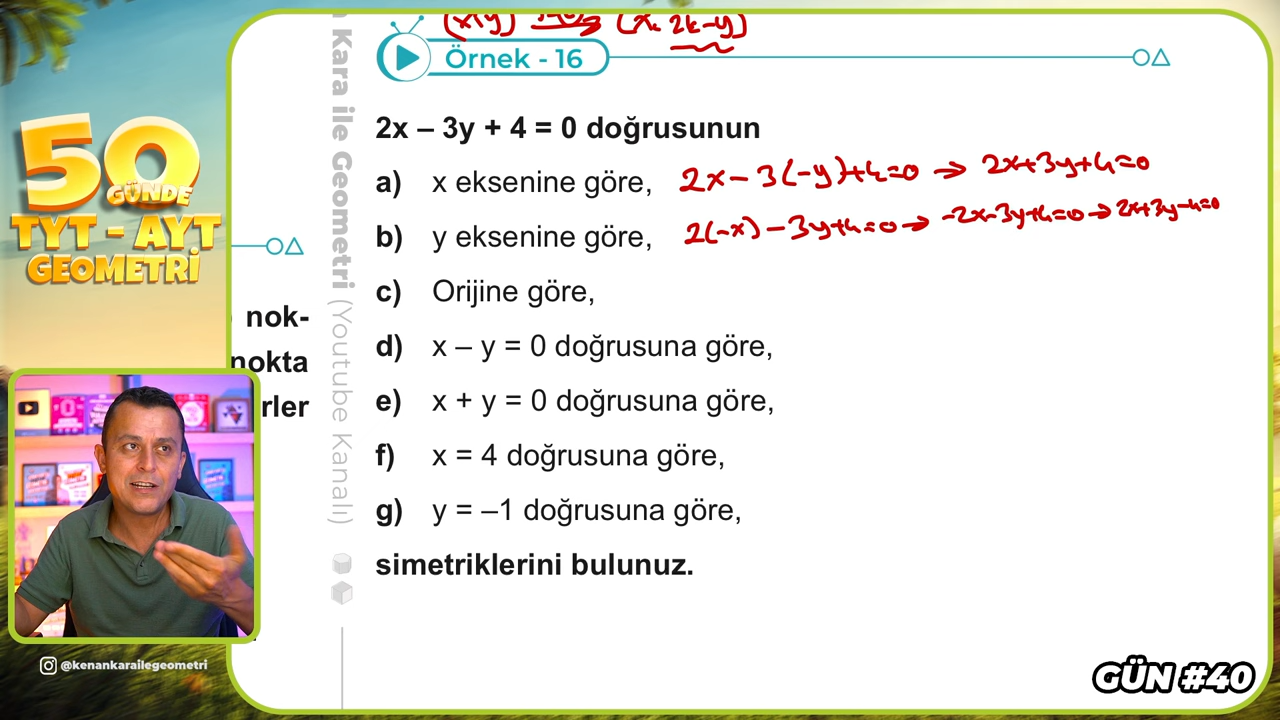 (x,y) → (x, 2k-y)
Örnek - 16
50
GÜNDE
TYT - AYT
GEOMETRİ
Kara ile Geometri (Youtube Kanalı)
nok-
nokta
rler
2x – 3y + 4 = 0 doğrusunun
a) x eksenine göre, 2x-3(-y)+4=0 → 2x+3y+4=0
b) y eksenine göre, 2(-x)-3y+4=0 → -2x-3y+4=0 → 2x+3y-4=0
c) Orijine göre,
d) x – y = 0 doğrusuna göre,
e) x + y = 0 doğrusuna göre,
f) x = 4 doğrusuna göre,
g) y = –1 doğrusuna göre,
simetriklerini bulunuz.
@kenankarailegeometri
GÜN #40